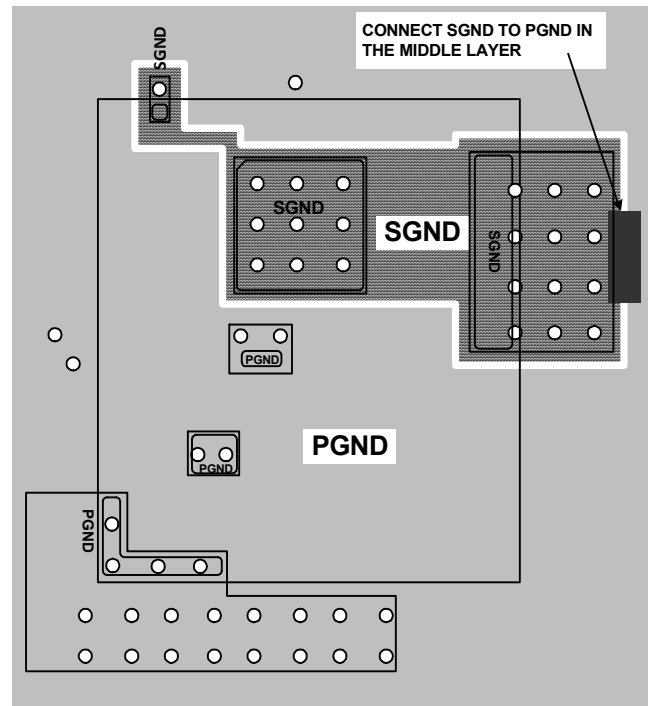 CONNECT SGND TO PGND IN
THE MIDDLE LAYER
SGND
SGND
SGND
SGND
PGND
PGND
PGND
PGND